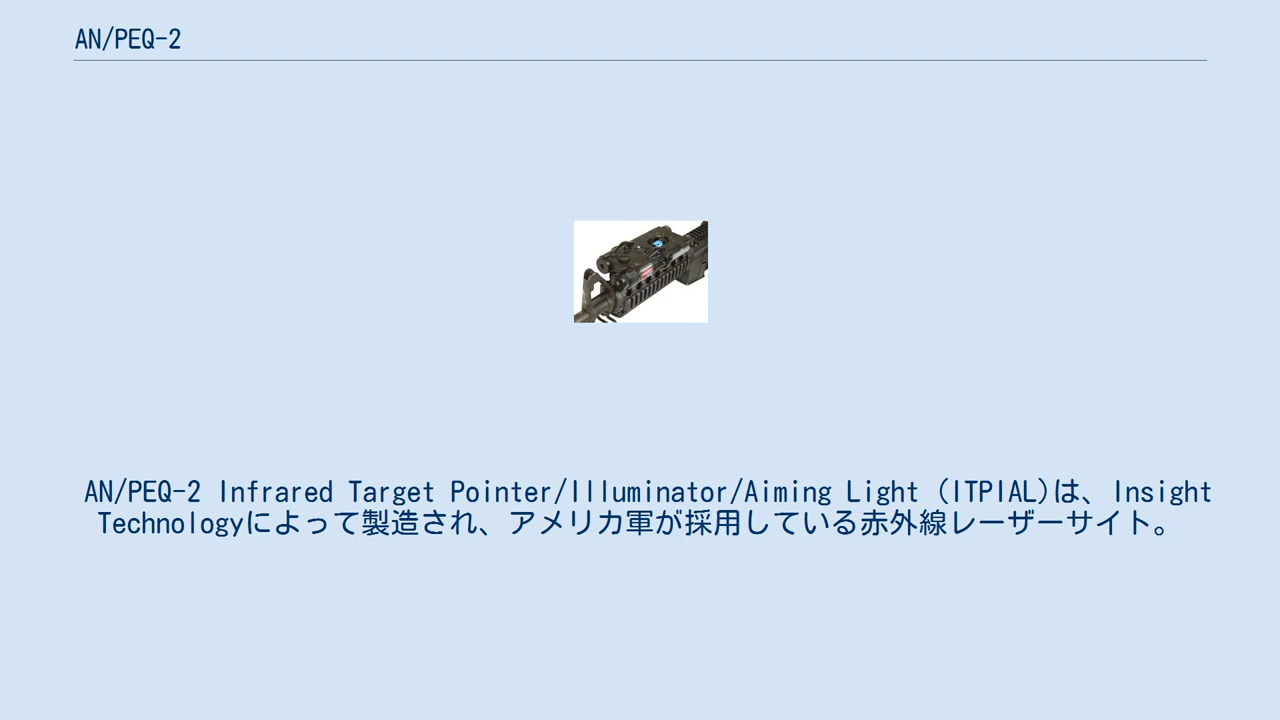 AN/PEQ-2
AN/PEQ-2 Infrared Target Pointer/Illuminator/Aiming Light (ITPIAL)は、Insight
Technologyによって製造され、アメリカ軍が採用している赤外線レーザーサイト。